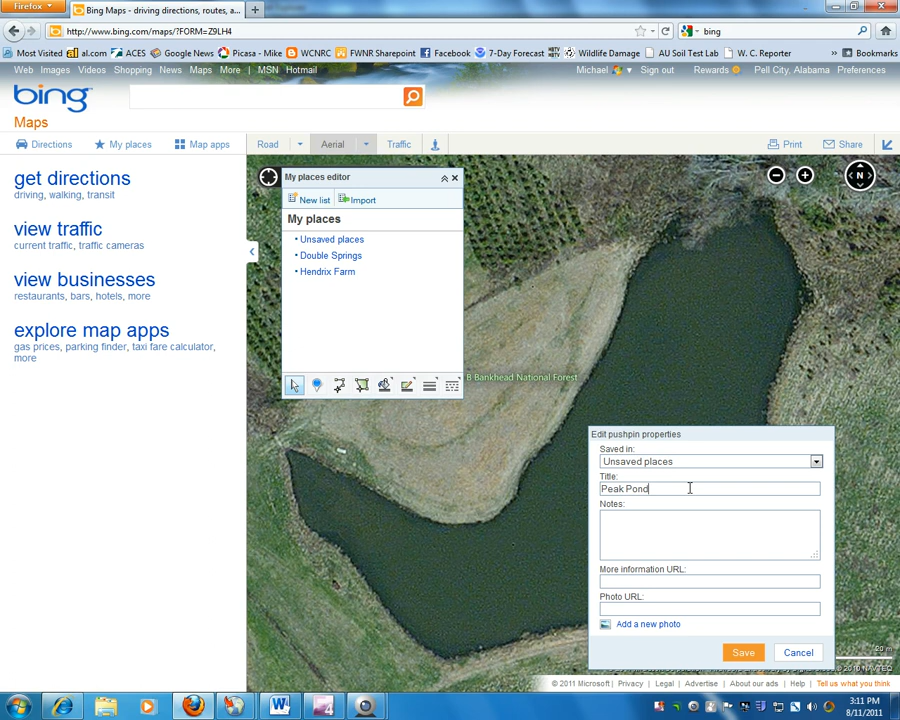 Firefox
Bing Maps - driving directions, routes, a...
http://www.bing.com/maps/?FORM=Z9LH4
bing
Most Visited al.com ACES Google News Picasa - Mike WCNRC FWNR Sharepoint Facebook 7-Day Forecast Wildlife Damage AU Soil Test Lab W. C. Reporter » Bookmarks
Web Images Videos Shopping News Maps More | MSN Hotmail
Michael Sign out Rewards Pell City, Alabama Preferences
bing
Maps
Directions My places Map apps
Road Aerial Traffic
Print Share
get directions
driving, walking, transit
view traffic
current traffic, traffic cameras
view businesses
restaurants, bars, hotels, more
explore map apps
gas prices, parking finder, taxi fare calculator,
more
My places editor
New list Import
My places
• Unsaved places
• Double Springs
• Hendrix Farm
N
B Bankhead National Forest
Edit pushpin properties
Saved in:
Unsaved places
Title:
Peak Pond
Notes:
More information URL:
Photo URL:
Add a new photo
Save Cancel
20 m
© 2010 NAVTEQ
© 2011 Microsoft | Privacy | Legal | Advertise | About our ads | Help | Tell us what you think
3:11 PM
8/11/2011